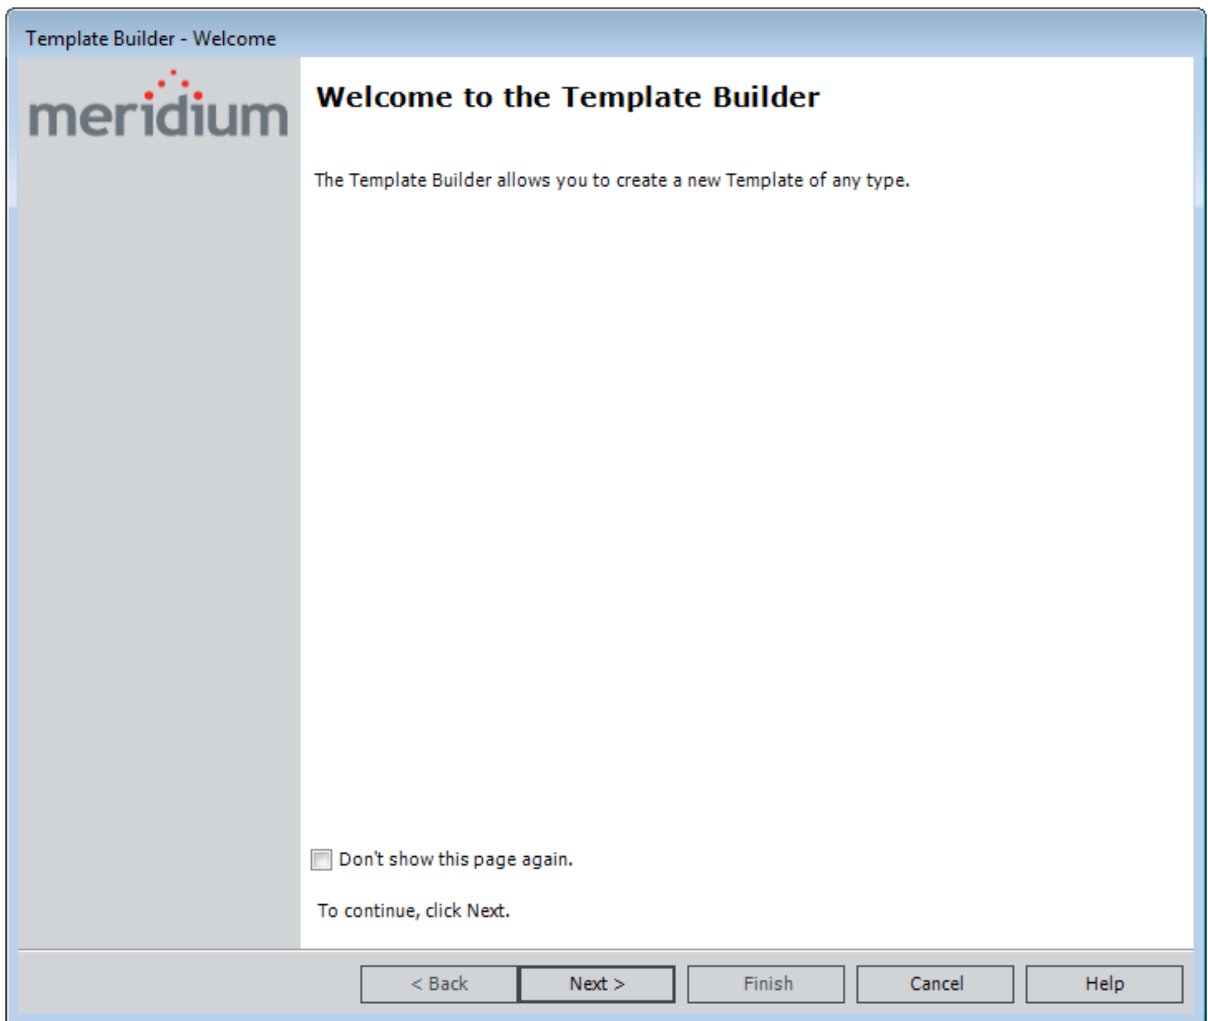 Template Builder - Welcome
meridium
Welcome to the Template Builder
The Template Builder allows you to create a new Template of any type.
Don't show this page again.
To continue, click Next.
< Back
Next >
Finish
Cancel
Help